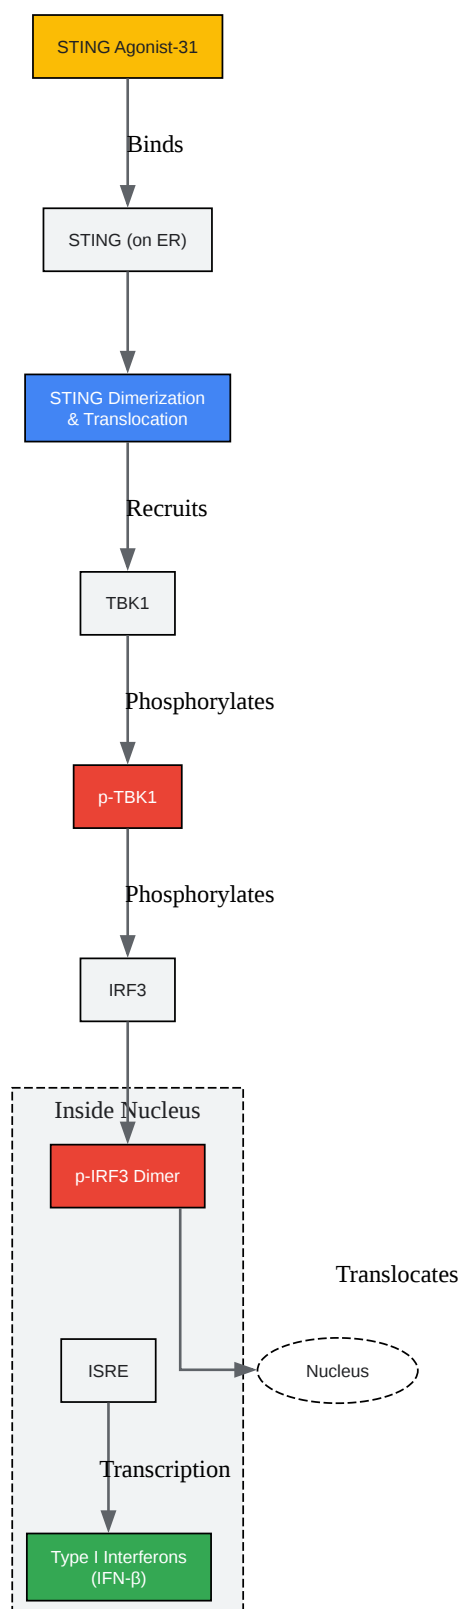 STING Agonist-31
Binds
STING (on ER)
STING Dimerization
& Translocation
Recruits
TBK1
Phosphorylates
p-TBK1
Phosphorylates
IRF3
Inside Nucleus
p-IRF3 Dimer
Translocates
ISRE
Nucleus
Transcription
Type I Interferons
(IFN-β)